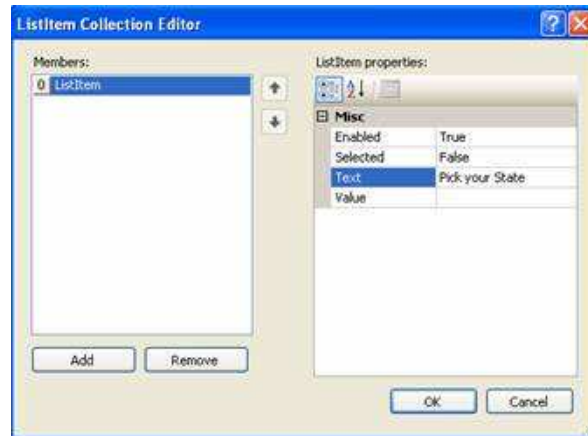 ListItem Collection Editor
Members:
0 ListItem
Add
Remove
ListItem properties:
Misc
Enabled True
Selected False
Text Pick your State
Value
OK
Cancel